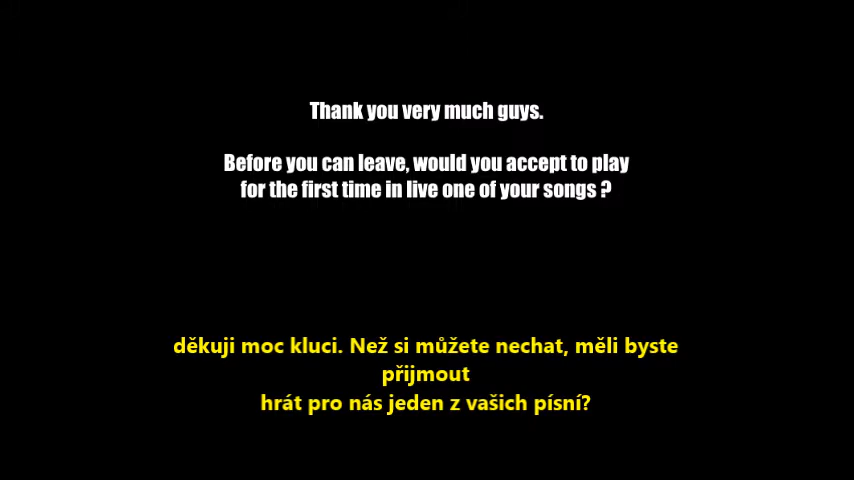 Thank you very much guys.
Before you can leave, would you accept to play
for the first time in live one of your songs ?
děkuji moc kluci. Než si můžete nechat, měli byste
přijmout
hrát pro nás jeden z vašich písní?